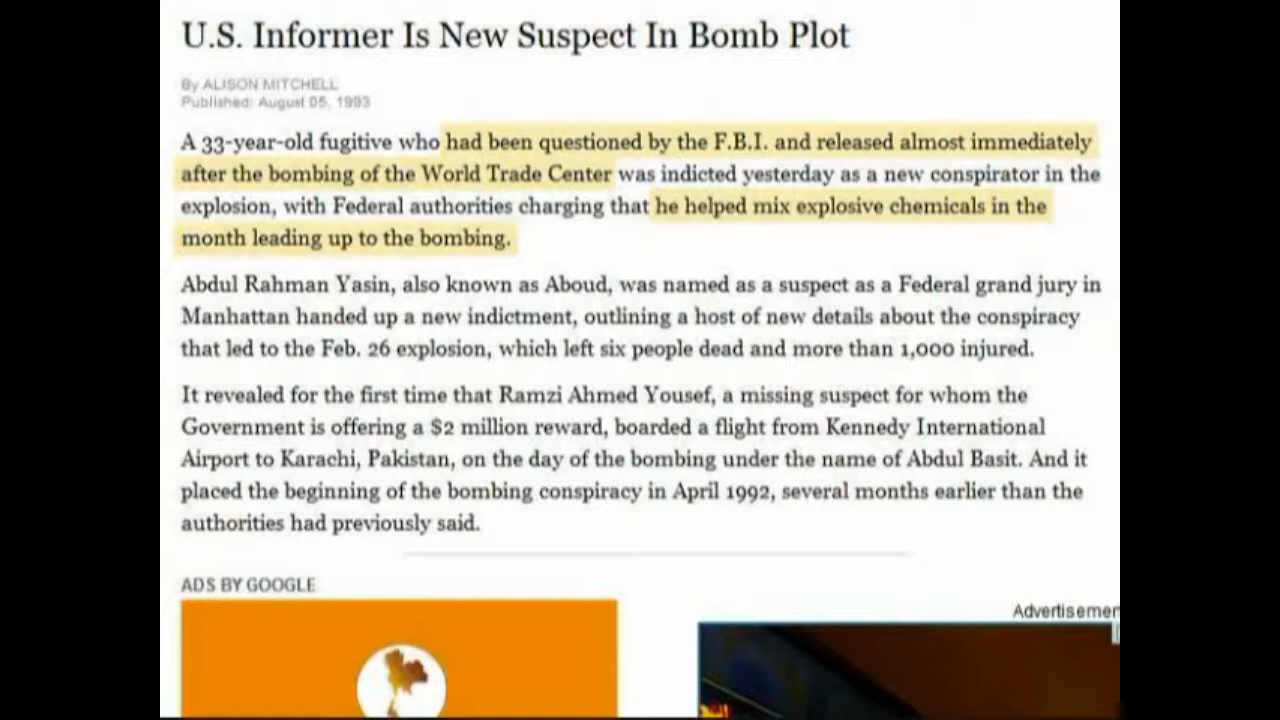 U.S. Informer Is New Suspect In Bomb Plot
By ALISON MITCHELL
Published: August 05, 1993
A 33-year-old fugitive who had been questioned by the F.B.I. and released almost immediately
after the bombing of the World Trade Center was indicted yesterday as a new conspirator in the
explosion, with Federal authorities charging that he helped mix explosive chemicals in the
month leading up to the bombing.
Abdul Rahman Yasin, also known as Aboud, was named as a suspect as a Federal grand jury in
Manhattan handed up a new indictment, outlining a host of new details about the conspiracy
that led to the Feb. 26 explosion, which left six people dead and more than 1,000 injured.
It revealed for the first time that Ramzi Ahmed Yousef, a missing suspect for whom the
Government is offering a $2 million reward, boarded a flight from Kennedy International
Airport to Karachi, Pakistan, on the day of the bombing under the name of Abdul Basit. And it
placed the beginning of the bombing conspiracy in April 1992, several months earlier than the
authorities had previously said.
ADS BY GOOGLE
Advertisemen